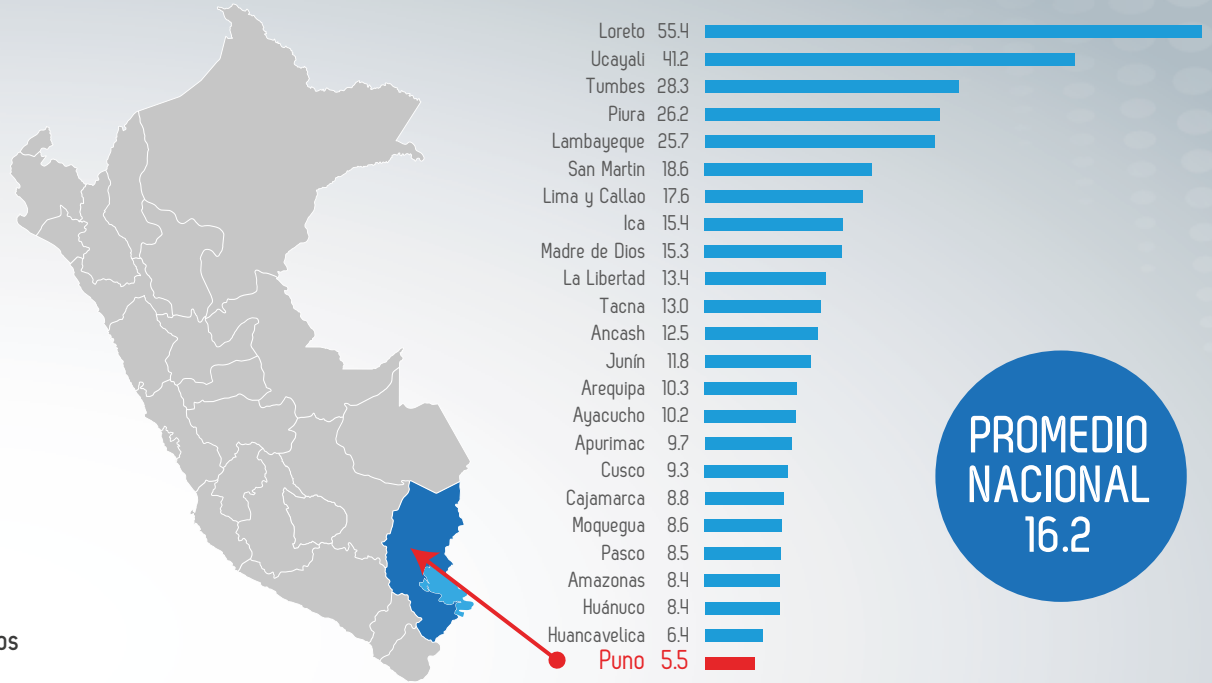 Loreto 55.4
Ucayali 41.2
Tumbes 28.3
Piura 26.2
Lambayeque 25.7
San Martin 18.6
Lima y Callao 17.6
Ica 15.4
Madre de Dios 15.3
La Libertad 13.4
Tacna 13.0
Ancash 12.5
Junín 11.8
Arequipa 10.3
Ayacucho 10.2
Apurimac 9.7
Cusco 9.3
Cajamarca 8.8
Moquegua 8.6
Pasco 8.5
Amazonas 8.4
Huánuco 8.4
Huancavelica 6.4
Puno 5.5
PROMEDIO
NACIONAL
16.2